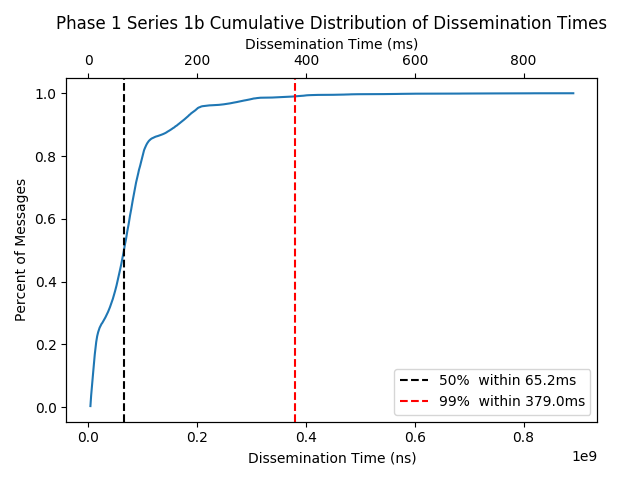 Phase 1 Series 1b Cumulative Distribution of Dissemination Times
Dissemination Time (ms)
0 200 400 600 800
1.0
0.8
0.6
0.4
0.2
0.0
Percent of Messages
50%  within 65.2ms
99%  within 379.0ms
0.0 0.2 0.4 0.6 0.8
1e9
Dissemination Time (ns)